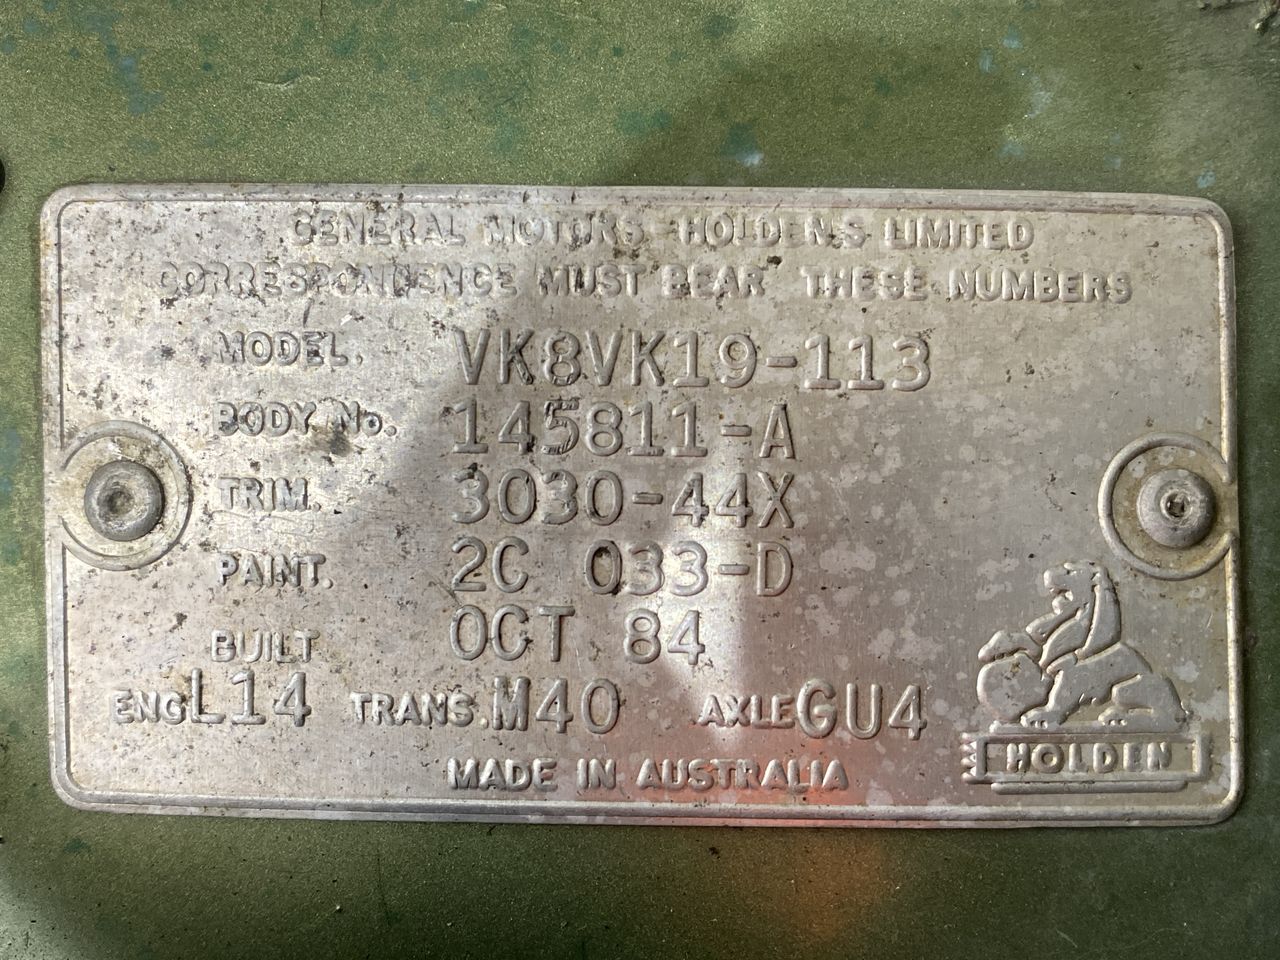 GENERAL MOTORS-HOLDEN'S LIMITED
CORRESPONDENCE MUST BEAR THESE NUMBERS
MODEL. VK8VK19-113
BODY No. 145811-A
TRIM. 3030-44X
PAINT. 2C 033-D
BUILT OCT 84
ENG L14 TRANS. M40 AXLE GU4
MADE IN AUSTRALIA
HOLDEN